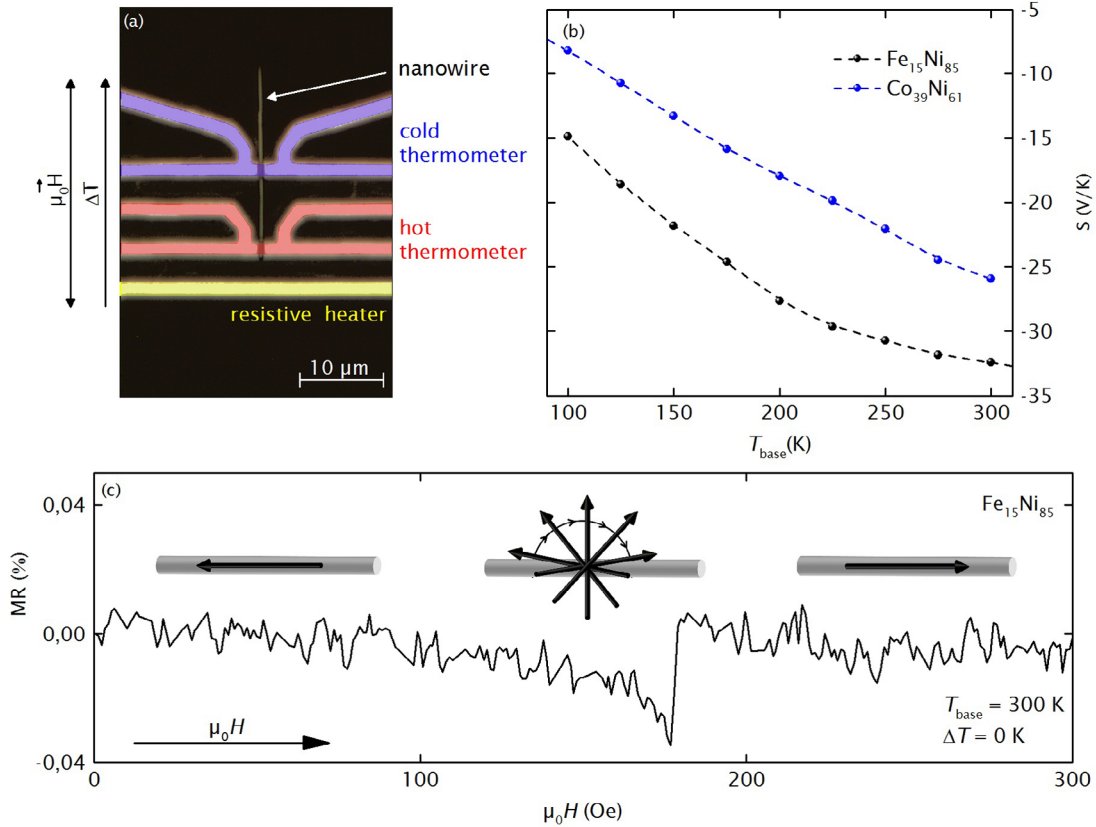 (a)
nanowire
cold
thermometer
hot
thermometer
resistive heater
10 µm
µ₀H⃗
ΔT
(b)
Fe₁₅Ni₈₅
Co₃₉Ni₆₁
-5
-10
-15
-20
-25
-30
-35
S (V/K)
100 150 200 250 300
T_base(K)
(c)
Fe₁₅Ni₈₅
0,04
0,00
-0,04
MR (%)
µ₀H
T_base = 300 K
ΔT = 0 K
0 100 200 300
µ₀H (Oe)